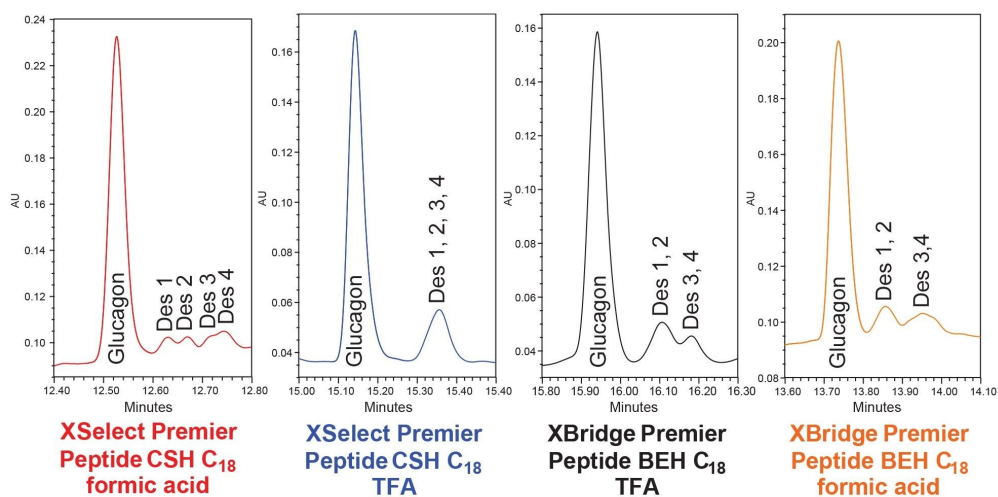 0.24
0.22
0.20
0.18
0.16
0.14
0.12
0.10
AU
Glucagon
Des 1
Des 2
Des 3
Des 4
12.40
12.50
12.60
12.70
12.80
Minutes
XSelect Premier
Peptide CSH C18
formic acid
0.16
0.14
0.12
0.10
0.08
0.06
0.04
AU
Glucagon
Des 1, 2, 3, 4
15.00
15.10
15.20
15.30
15.40
Minutes
XSelect Premier
Peptide CSH C18
TFA
0.16
0.14
0.12
0.10
0.08
0.06
0.04
AU
Glucagon
Des 1, 2
Des 3, 4
15.80
15.90
16.00
16.10
16.20
16.30
Minutes
XBridge Premier
Peptide BEH C18
TFA
0.20
0.18
0.16
0.14
0.12
0.10
0.08
AU
Glucagon
Des 1, 2
Des 3,4
13.60
13.70
13.80
13.90
14.00
14.10
Minutes
XBridge Premier
Peptide BEH C18
formic acid